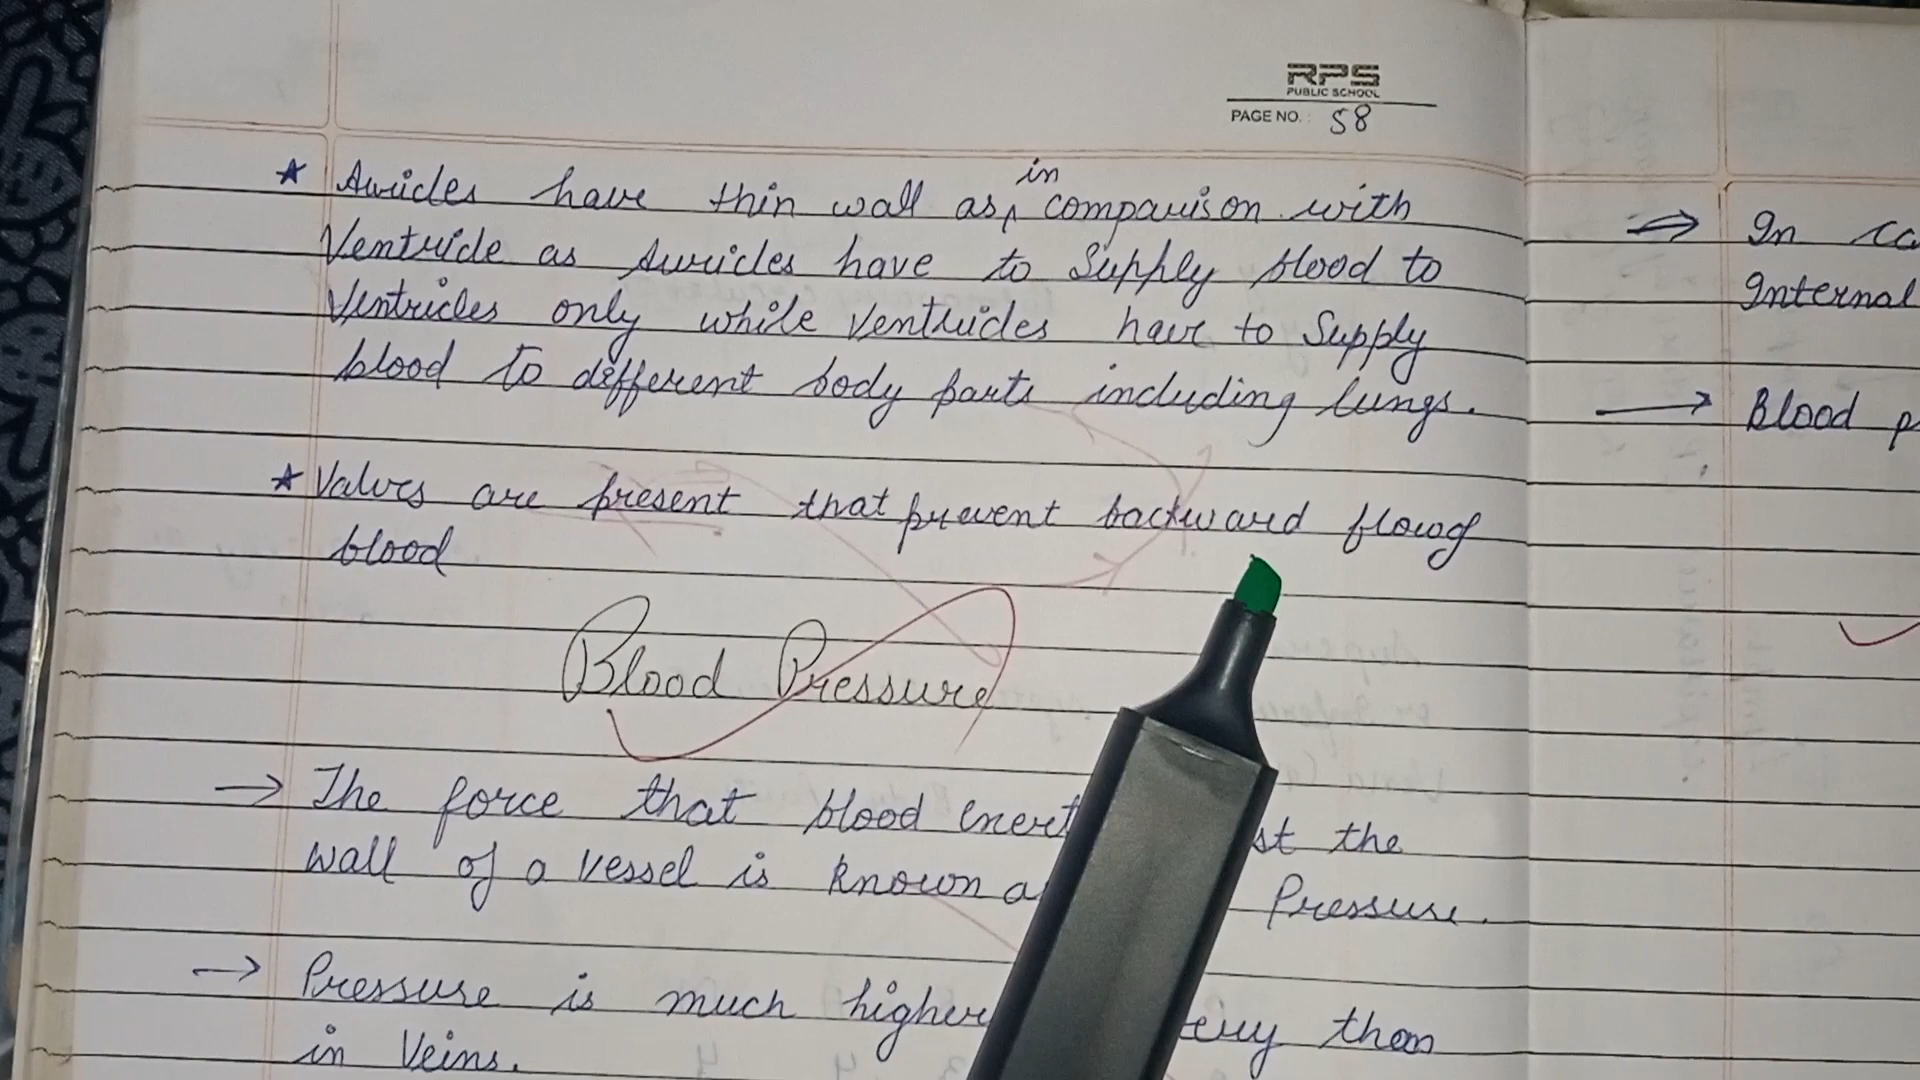 RPS
PUBLIC SCHOOL
PAGE NO. : 58
★ Auricles have thin wall as in comparison with
Ventricle as Auricles have to Supply blood to
Ventricles only while Ventricles have to Supply
blood to different body parts including lungs.
★ Valves are present that prevent backward flow of
blood
Blood Pressure
→ The force that blood exert st the
wall of a vessel is known a Pressure.
→ Pressure is much higher ery than
in Veins.
⇒ In ca
Internal
→ Blood p